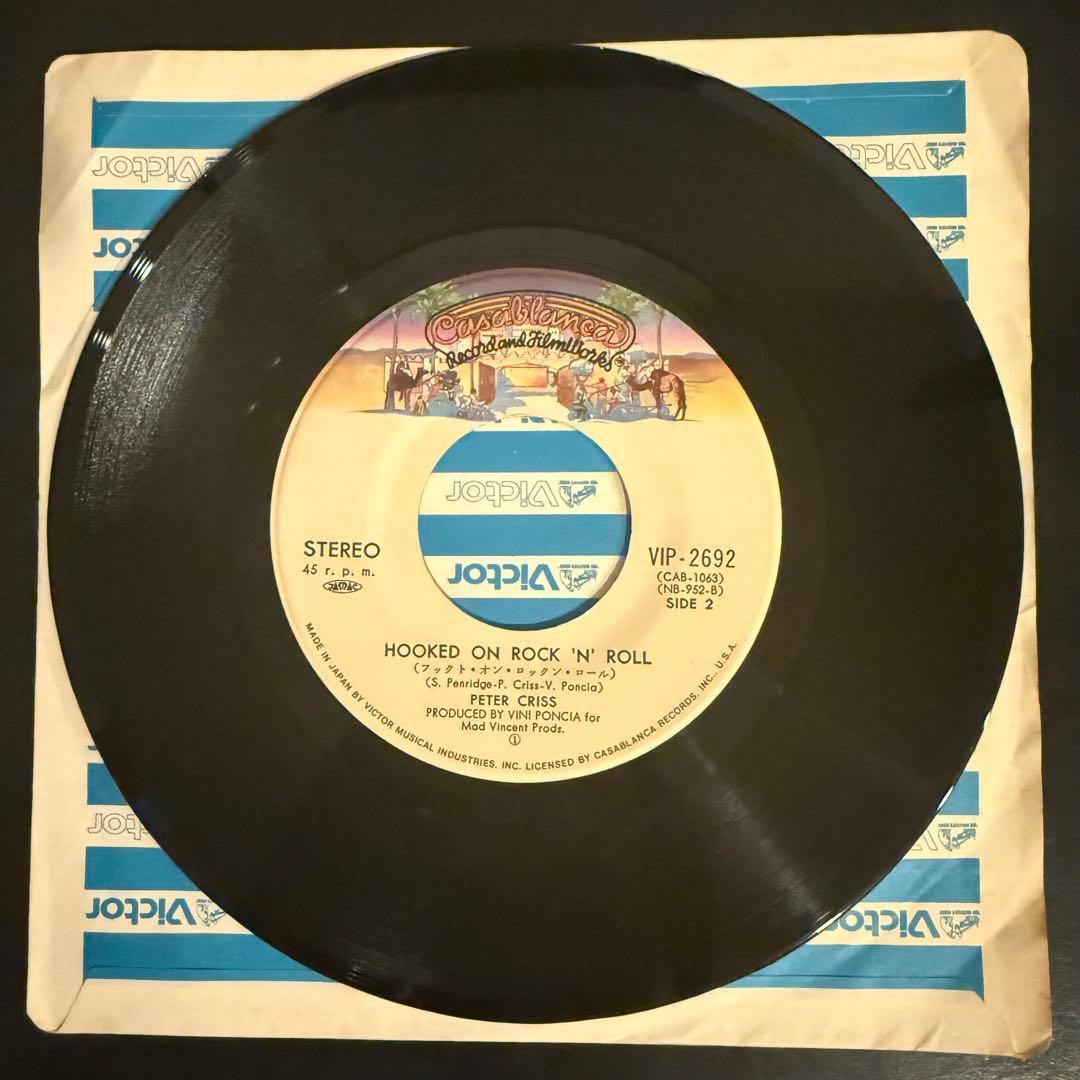 Victor
Victor
Victor
Casablanca
Record and FilmWorks
Victor
Victor
STEREO
45 r. p. m.
JASRAC
VIP-2692
(CAB-1063)
(NB-952-B)
SIDE 2
HOOKED ON ROCK 'N' ROLL
(フックト・オン・ロックン・ロール)
(S. Penridge-P. Criss-V. Poncia)
PETER CRISS
PRODUCED BY VINI PONCIA for
Mad Vincent Prods.
MADE IN JAPAN BY VICTOR MUSICAL INDUSTRIES, INC. LICENSED BY CASABLANCA RECORDS, INC., U.S.A.
Victor
Victor